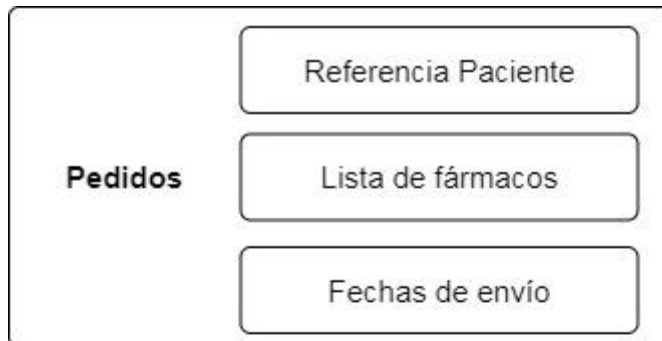 Referencia Paciente
Pedidos
Lista de fármacos
Fechas de envío